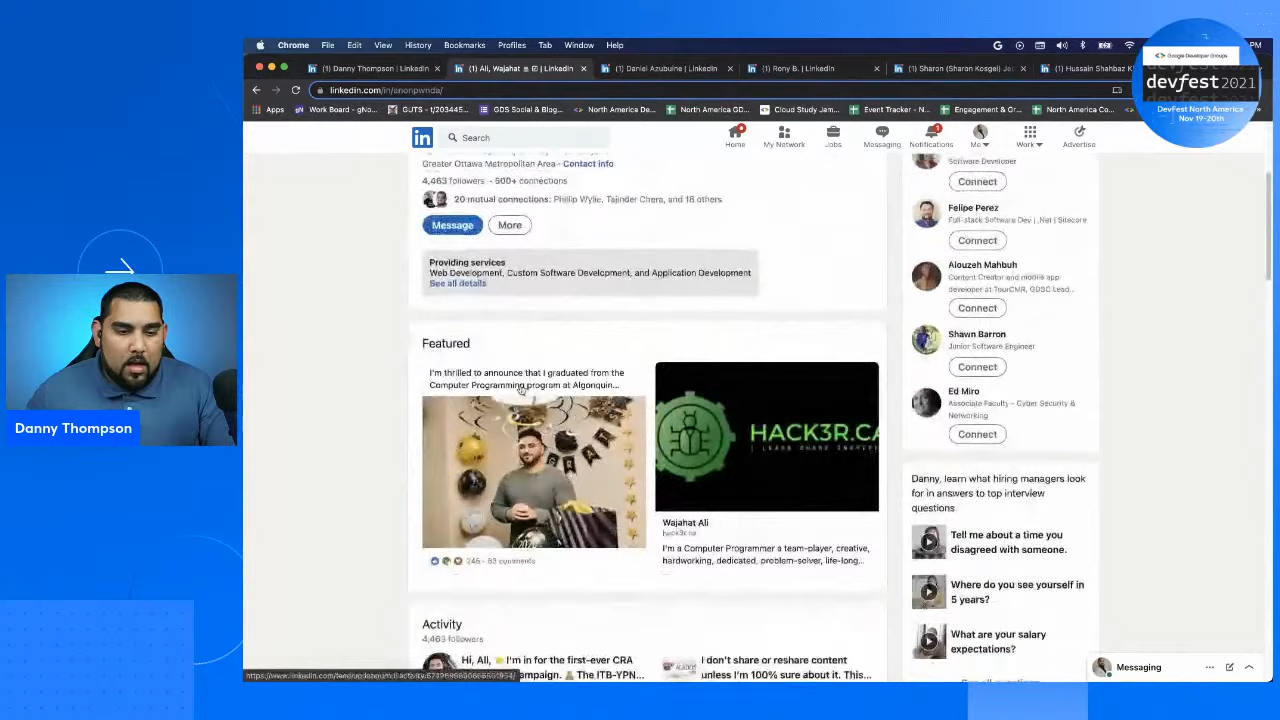 Chrome File Edit View History Bookmarks Profiles Tab Window Help
PM
Google Developer Groups
devfest 2021
DevFest North America
Nov 19-20th
(1) Danny Thompson | LinkedIn
LinkedIn
(1) Daniel Azubuine | LinkedIn
(1) Rony B. | LinkedIn
(1) Sharon (Sharon Kosgei)
(1) Hussain Shahbaz
linkedin.com/in/anonpwnda/
Apps
Work Board - gNo...
GUTS - t/203445...
GDS Social & Blog...
North America De...
North America GD...
Cloud Study Jam...
Event Tracker - N...
Engagement & Gr...
North America Co...
Search
Home
My Network
Jobs
Messaging
Notifications
Me
Work
Advertise
Greater Ottawa Metropolitan Area - Contact info
4,463 followers - 500+ connections
20 mutual connections: Phillip Wylie, Tajinder Chera, and 18 others
Message
More
Providing services
Web Development, Custom Software Development, and Application Development
See all details
Featured
I'm thrilled to announce that I graduated from the
Computer Programming program at Algonquin...
HACK3R.CA
| LEARN SHARE
246 - 63 comments
Wajahat Ali
I'm a Computer Programmer a team-player, creative,
hardworking, dedicated, problem-solver, life-long...
Activity
4,463 followers
Hi, Ali, I'm in for the first-ever CRA
campaign. The ITB-YPN...
I don't share or reshare content
unless I'm 100% sure about it. This...
Software Developer
Connect
Felipe Perez
Full-stack Software Dev | .Net | Sitecore
Connect
Alouzeh Mahbuh
Content Creator and mobile app
developer at TourCMR, GDSC Lead...
Connect
Shawn Barron
Junior Software Engineer
Connect
Ed Miro
Associate Faculty - Cyber Security &
Networking
Connect
Danny, learn what hiring managers look
for in answers to top interview
questions
Tell me about a time you
disagreed with someone.
Where do you see yourself in
5 years?
What are your salary
expectations?
Messaging
Danny Thompson